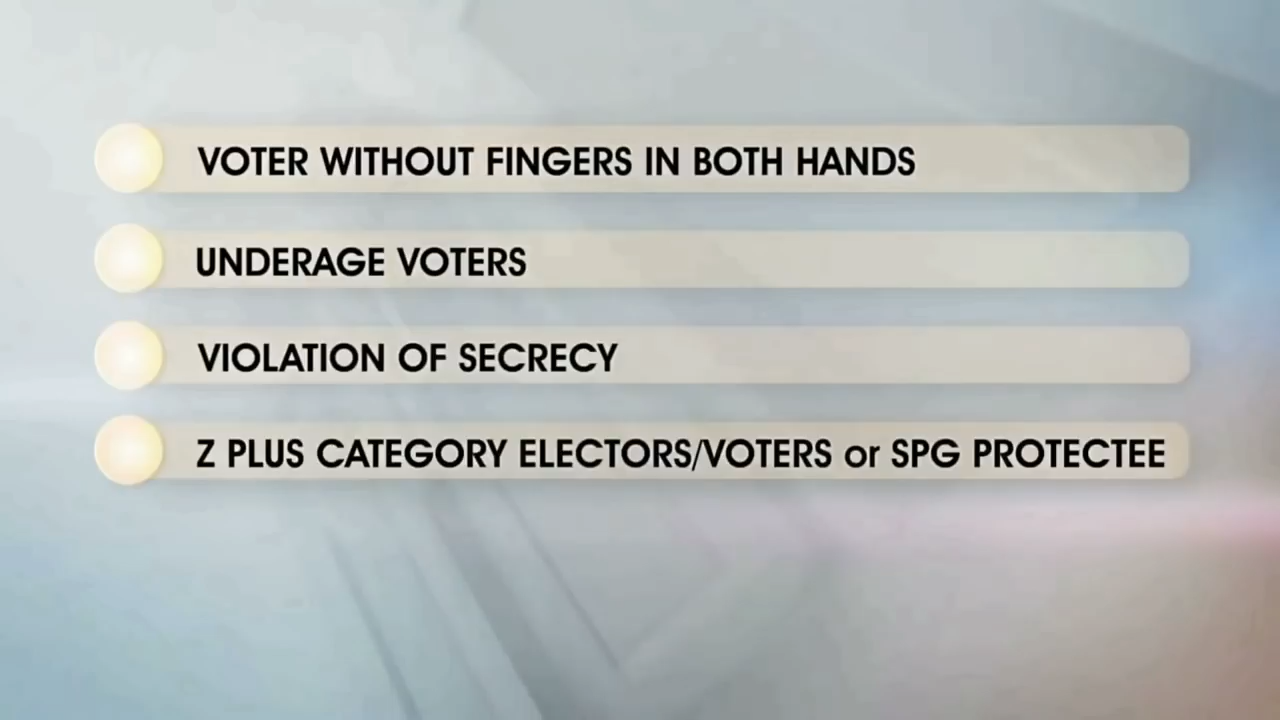 VOTER WITHOUT FINGERS IN BOTH HANDS
UNDERAGE VOTERS
VIOLATION OF SECRECY
Z PLUS CATEGORY ELECTORS/VOTERS or SPG PROTECTEE